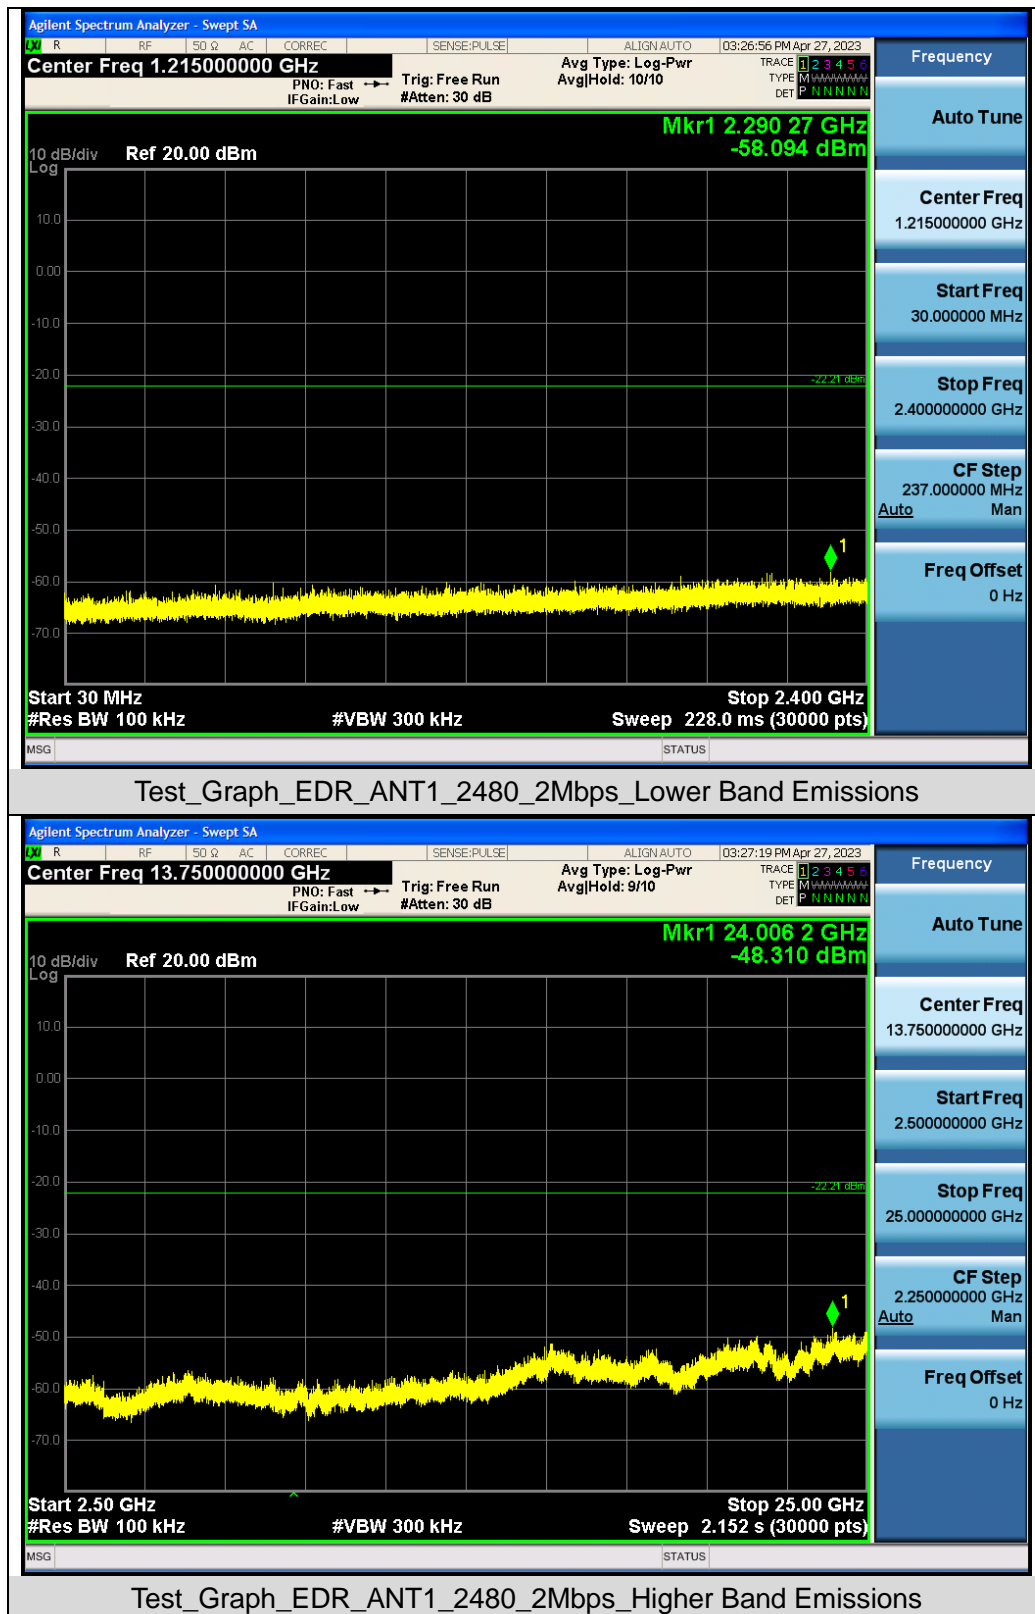 Agilent Spectrum Analyzer - Swept SA
LXI R RF 50 Ω AC CORREC SENSE:PULSE ALIGN AUTO 03:26:56 PM Apr 27, 2023
Center Freq 1.215000000 GHz
PNO: Fast
IFGain:Low
Trig: Free Run
#Atten: 30 dB
Avg Type: Log-Pwr
Avg|Hold: 10/10
TRACE 1 2 3 4 5 6
TYPE M
DET P N N N N N
Mkr1 2.290 27 GHz
-58.094 dBm
10 dB/div
Log
Ref 20.00 dBm
10.0
0.00
-10.0
-20.0
-22.21 dBm
-30.0
-40.0
-50.0
1
-60.0
-70.0
Start 30 MHz
Stop 2.400 GHz
#Res BW 100 kHz
#VBW 300 kHz
Sweep 228.0 ms (30000 pts)
MSG
STATUS
Frequency
Auto Tune
Center Freq
1.215000000 GHz
Start Freq
30.000000 MHz
Stop Freq
2.400000000 GHz
CF Step
237.000000 MHz
Auto Man
Freq Offset
0 Hz
Test_Graph_EDR_ANT1_2480_2Mbps_Lower Band Emissions
Agilent Spectrum Analyzer - Swept SA
LXI R RF 50 Ω AC CORREC SENSE:PULSE ALIGN AUTO 03:27:19 PM Apr 27, 2023
Center Freq 13.750000000 GHz
PNO: Fast
IFGain:Low
Trig: Free Run
#Atten: 30 dB
Avg Type: Log-Pwr
Avg|Hold: 9/10
TRACE 1 2 3 4 5 6
TYPE M
DET P N N N N N
Mkr1 24.006 2 GHz
-48.310 dBm
10 dB/div
Log
Ref 20.00 dBm
10.0
0.00
-10.0
-20.0
-22.21 dBm
-30.0
-40.0
1
-50.0
-60.0
-70.0
Start 2.50 GHz
Stop 25.00 GHz
#Res BW 100 kHz
#VBW 300 kHz
Sweep 2.152 s (30000 pts)
MSG
STATUS
Frequency
Auto Tune
Center Freq
13.750000000 GHz
Start Freq
2.500000000 GHz
Stop Freq
25.000000000 GHz
CF Step
2.250000000 GHz
Auto Man
Freq Offset
0 Hz
Test_Graph_EDR_ANT1_2480_2Mbps_Higher Band Emissions